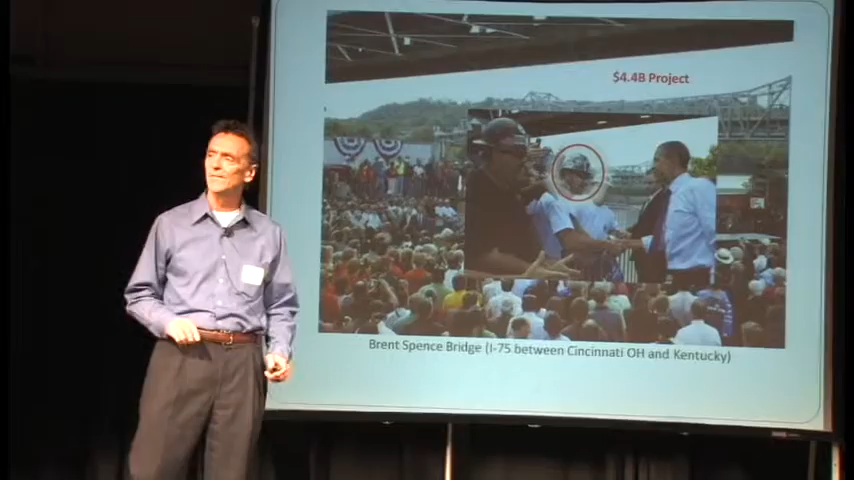 $4.4B Project
Brent Spence Bridge (I-75 between Cincinnati OH and Kentucky)